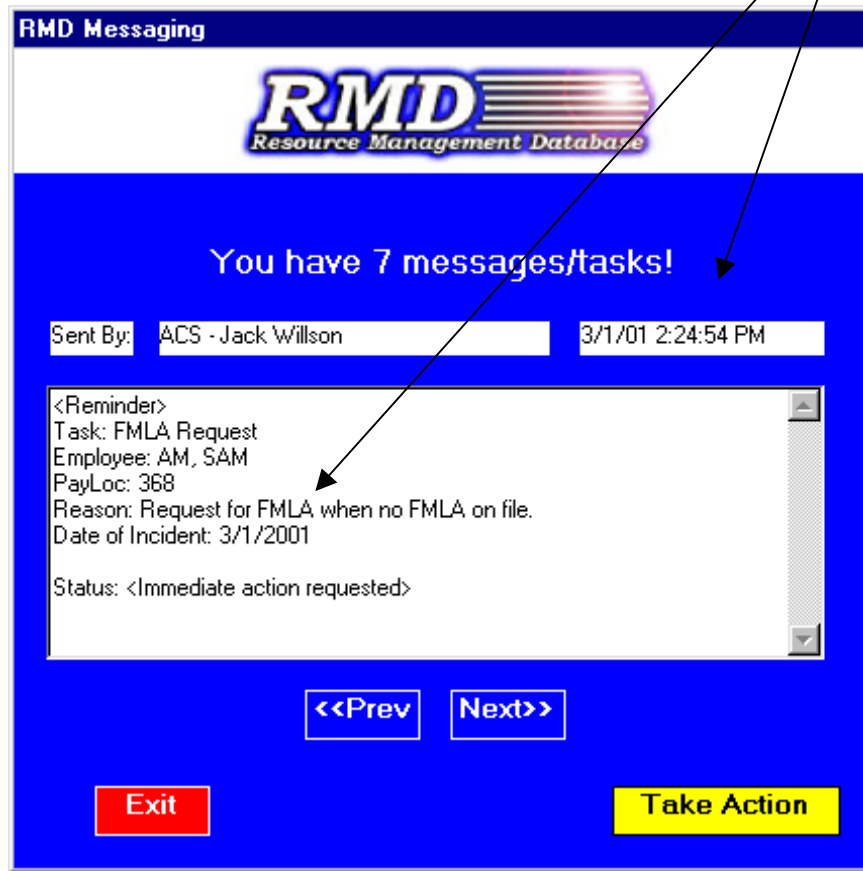 RMD Messaging
RMD
Resource Management Database
You have 7 messages/tasks!
Sent By: ACS - Jack Willson 3/1/01 2:24:54 PM
<Reminder>
Task: FMLA Request
Employee: AM, SAM
PayLoc: 368
Reason: Request for FMLA when no FMLA on file.
Date of Incident: 3/1/2001
Status: <Immediate action requested>
<<Prev Next>>
Exit Take Action